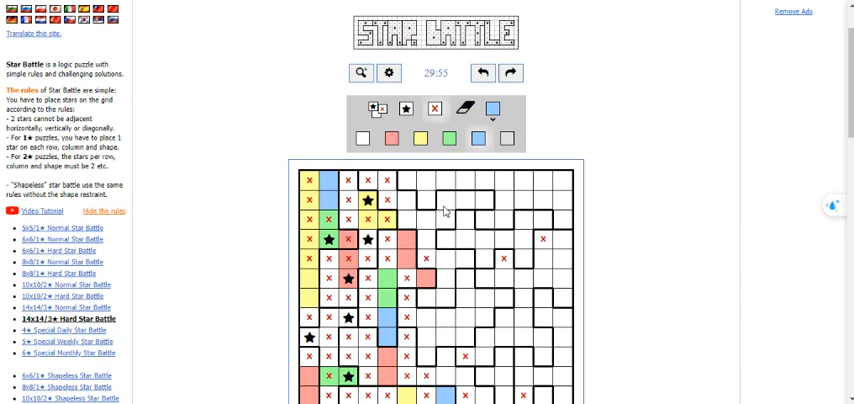 Translate this site.
Remove Ads
STAR BATTLE
29:55
Star Battle is a logic puzzle with
simple rules and challenging solutions.
The rules of Star Battle are simple:
You have to place stars on the
grid according to the rules:
- 2 stars cannot be adjacent
horizontally, vertically or diagonally.
- For 1★ puzzles, you have to place 1
star on each row, column and shape.
- For 2★ puzzles, the stars per row,
column and shape must be 2 etc.
- "Shapeless" star battle use the same
rules without the shape restraint.
Video Tutorial
Hide the rules
• 5x5/1★ Normal Star Battle
• 6x6/1★ Normal Star Battle
• 6x6/1★ Hard Star Battle
• 8x8/1★ Normal Star Battle
• 8x8/1★ Hard Star Battle
• 10x10/2★ Normal Star Battle
• 10x10/2★ Hard Star Battle
• 14x14/3★ Normal Star Battle
• 14x14/3★ Hard Star Battle
• 4★ Special Daily Star Battle
• 5★ Special Weekly Star Battle
• 6★ Special Monthly Star Battle
• 6x6/1★ Shapeless Star Battle
• 8x8/1★ Shapeless Star Battle
• 10x10/2★ Shapeless Star Battle